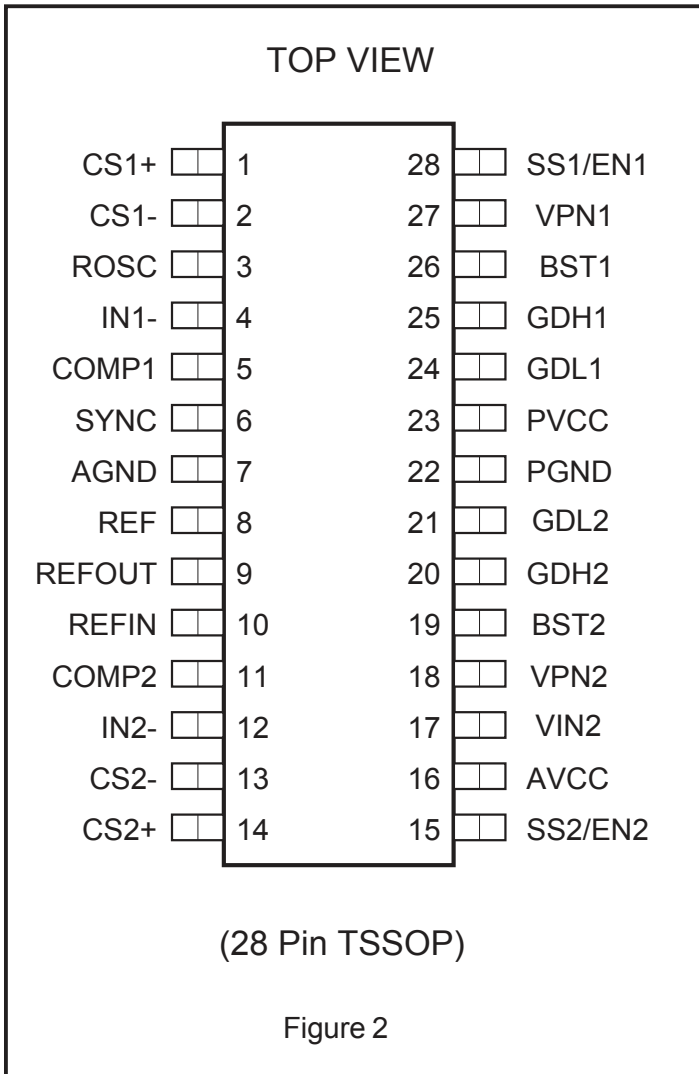 TOP VIEW
CS1+ 1 28 SS1/EN1
CS1- 2 27 VPN1
ROSC 3 26 BST1
IN1- 4 25 GDH1
COMP1 5 24 GDL1
SYNC 6 23 PVCC
AGND 7 22 PGND
REF 8 21 GDL2
REFOUT 9 20 GDH2
REFIN 10 19 BST2
COMP2 11 18 VPN2
IN2- 12 17 VIN2
CS2- 13 16 AVCC
CS2+ 14 15 SS2/EN2
(28 Pin TSSOP)
Figure 2